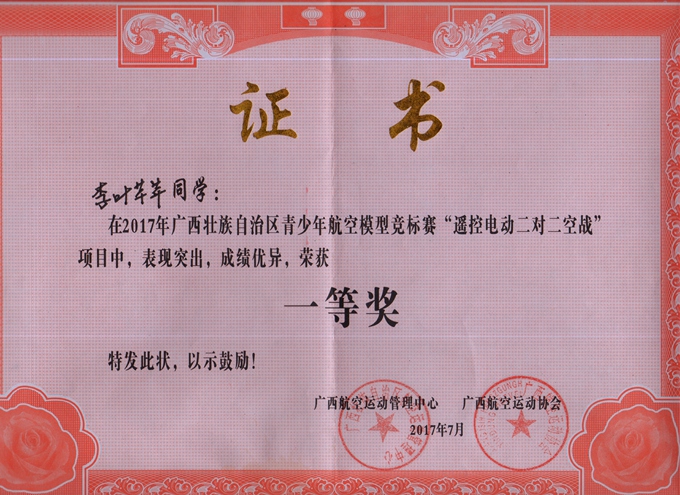 证书
李叶芊芊同学：
在2017年广西壮族自治区青少年航空模型竞标赛“遥控电动二对二空战”
项目中，表现突出，成绩优异，荣获
一等奖
特发此状，以示鼓励！
广西航空运动管理中心 广西航空运动协会
2017年7月